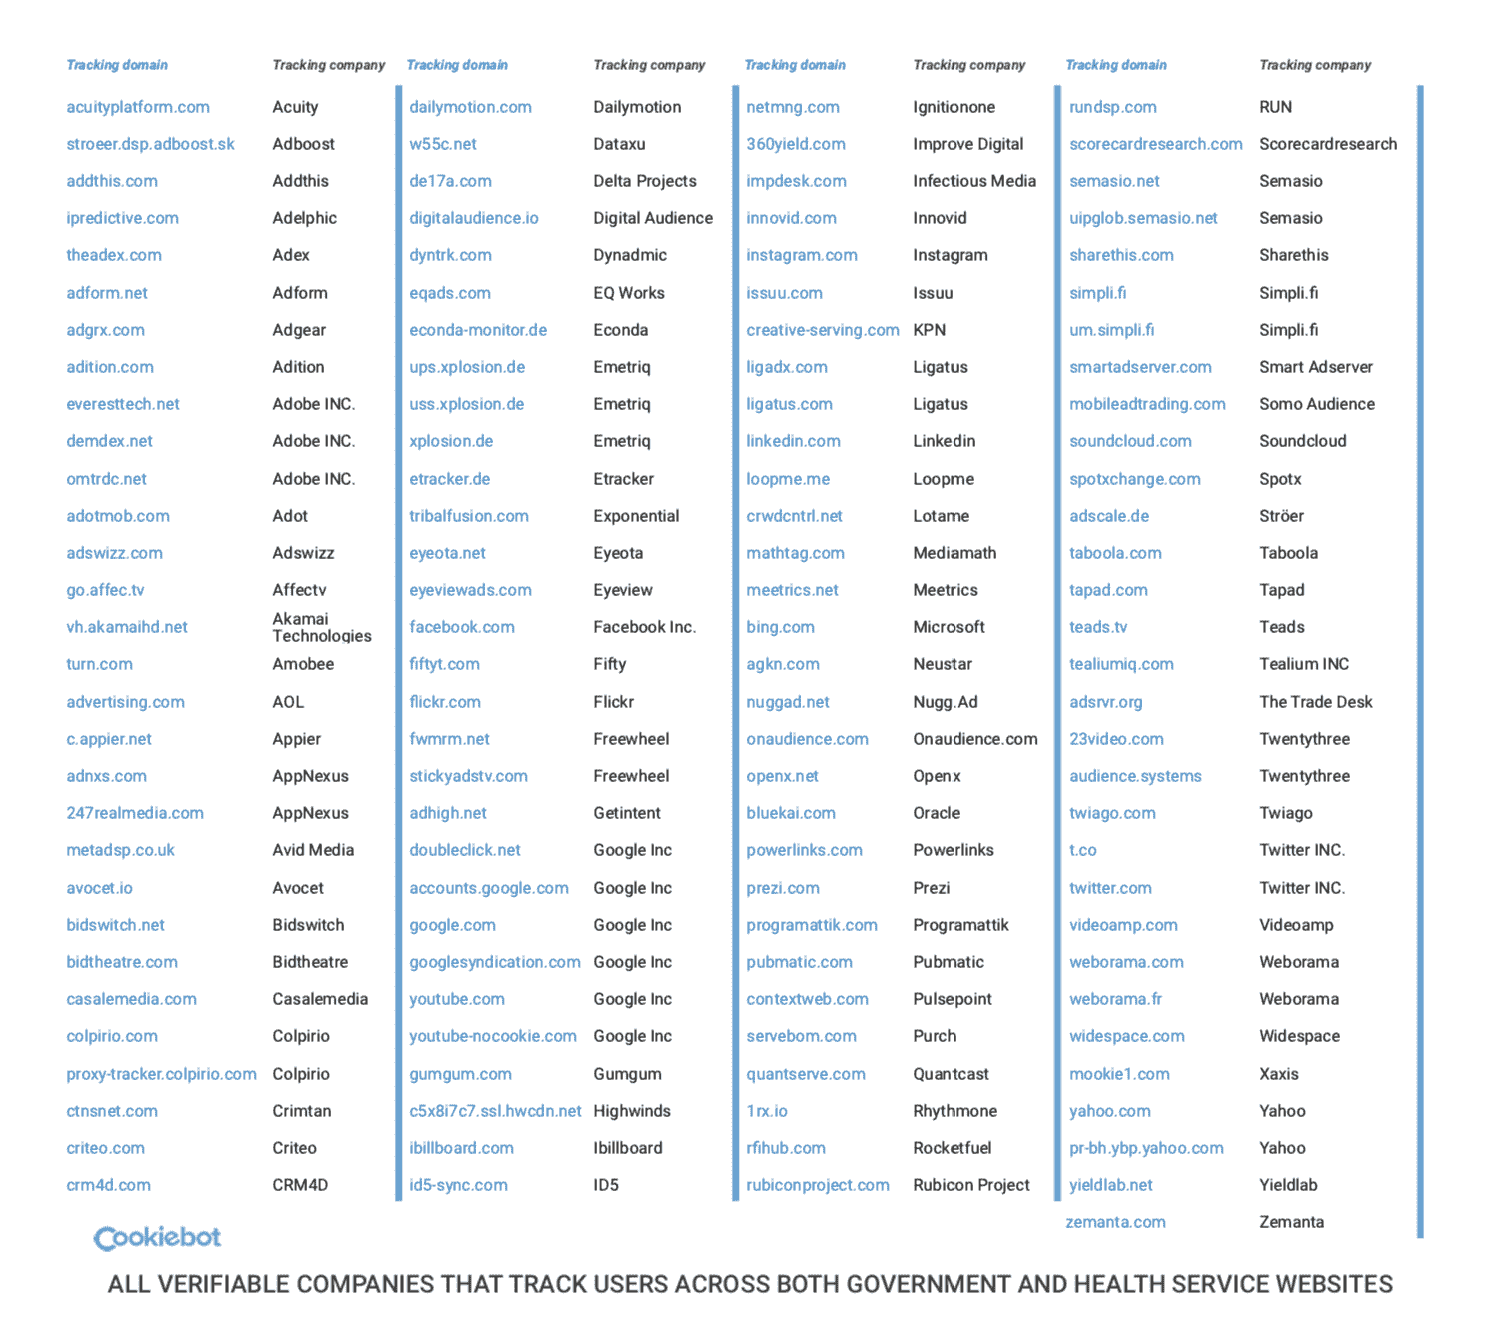 Tracking domain Tracking company Tracking domain Tracking company Tracking domain Tracking company Tracking domain Tracking company
acuityplatform.com Acuity dailymotion.com Dailymotion netmng.com Ignitionone rundsp.com RUN
stroeer.dsp.adboost.sk Adboost w55c.net Dataxu 360yield.com Improve Digital scorecardresearch.com Scorecardresearch
addthis.com Addthis de17a.com Delta Projects impdesk.com Infectious Media semasio.net Semasio
ipredictive.com Adelphic digitalaudience.io Digital Audience innovid.com Innovid uipglob.semasio.net Semasio
theadex.com Adex dyntrk.com Dynadmic instagram.com Instagram sharethis.com Sharethis
adform.net Adform eqads.com EQ Works issuu.com Issuu simpli.fi Simpli.fi
adgrx.com Adgear econda-monitor.de Econda creative-serving.com KPN um.simpli.fi Simpli.fi
adition.com Adition ups.xplosion.de Emetriq ligadx.com Ligatus smartadserver.com Smart Adserver
everesttech.net Adobe INC. uss.xplosion.de Emetriq ligatus.com Ligatus mobileadtrading.com Somo Audience
demdex.net Adobe INC. xplosion.de Emetriq linkedin.com Linkedin soundcloud.com Soundcloud
omtrdc.net Adobe INC. etracker.de Etracker loopme.me Loopme spotxchange.com Spotx
adotmob.com Adot tribalfusion.com Exponential crwdcntrl.net Lotame adscale.de Ströer
adswizz.com Adswizz eyeota.net Eyeota mathtag.com Mediamath taboola.com Taboola
go.affec.tv Affectv eyeviewads.com Eyeview meetrics.net Meetrics tapad.com Tapad
vh.akamaihd.net Akamai Technologies facebook.com Facebook Inc. bing.com Microsoft teads.tv Teads
turn.com Amobee fiftyt.com Fifty agkn.com Neustar tealiumiq.com Tealium INC
advertising.com AOL flickr.com Flickr nuggad.net Nugg.Ad adsrvr.org The Trade Desk
c.appier.net Appier fwmrm.net Freewheel onaudience.com Onaudience.com 23video.com Twentythree
adnxs.com AppNexus stickyadstv.com Freewheel openx.net Openx audience.systems Twentythree
247realmedia.com AppNexus adhigh.net Getintent bluekai.com Oracle twiago.com Twiago
metadsp.co.uk Avid Media doubleclick.net Google Inc powerlinks.com Powerlinks t.co Twitter INC.
avocet.io Avocet accounts.google.com Google Inc prezi.com Prezi twitter.com Twitter INC.
bidswitch.net Bidswitch google.com Google Inc programattik.com Programattik videoamp.com Videoamp
bidtheatre.com Bidtheatre googlesyndication.com Google Inc pubmatic.com Pubmatic weborama.com Weborama
casalemedia.com Casalemedia youtube.com Google Inc contextweb.com Pulsepoint weborama.fr Weborama
colpirio.com Colpirio youtube-nocookie.com Google Inc servebom.com Purch widespace.com Widespace
proxy-tracker.colpirio.com Colpirio gumgum.com Gumgum quantserve.com Quantcast mookie1.com Xaxis
ctnsnet.com Crimtan c5x8i7c7.ssl.hwcdn.net Highwinds 1rx.io Rhythmone yahoo.com Yahoo
criteo.com Criteo ibillboard.com Ibillboard rfihub.com Rocketfuel pr-bh.ybp.yahoo.com Yahoo
crm4d.com CRM4D id5-sync.com ID5 rubiconproject.com Rubicon Project yieldlab.net Yieldlab
zemanta.com Zemanta
Cookiebot
ALL VERIFIABLE COMPANIES THAT TRACK USERS ACROSS BOTH GOVERNMENT AND HEALTH SERVICE WEBSITES